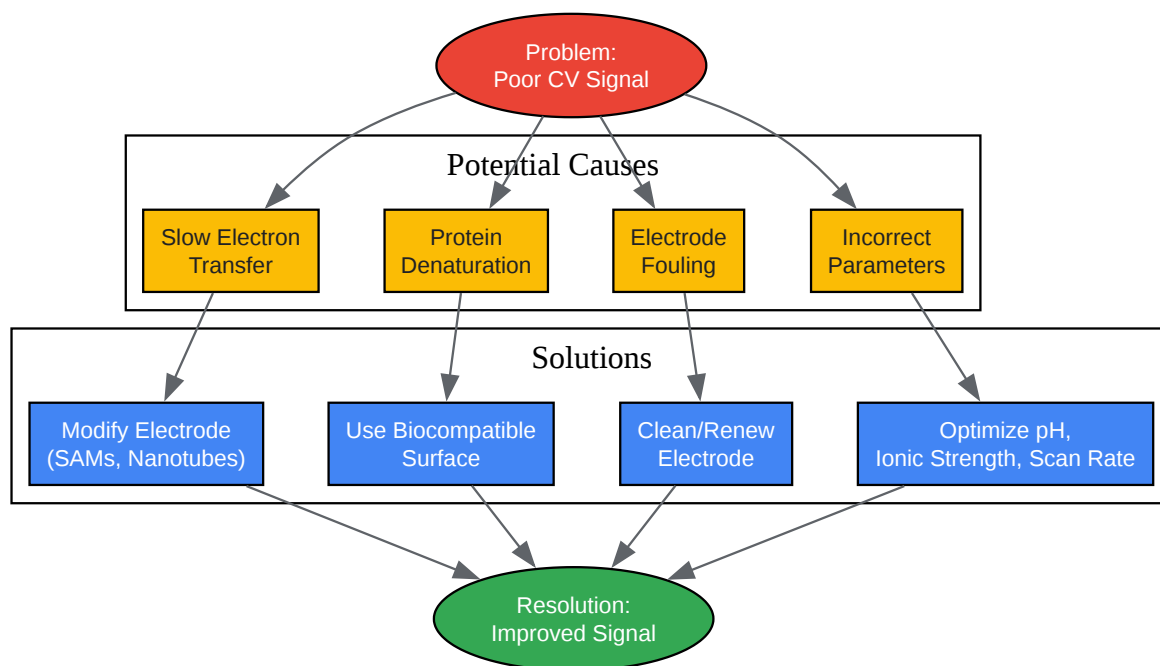 Problem:
Poor CV Signal
Potential Causes
Slow Electron
Transfer
Protein
Denaturation
Electrode
Fouling
Incorrect
Parameters
Solutions
Modify Electrode
(SAMs, Nanotubes)
Use Biocompatible
Surface
Clean/Renew
Electrode
Optimize pH,
Ionic Strength, Scan Rate
Resolution:
Improved Signal